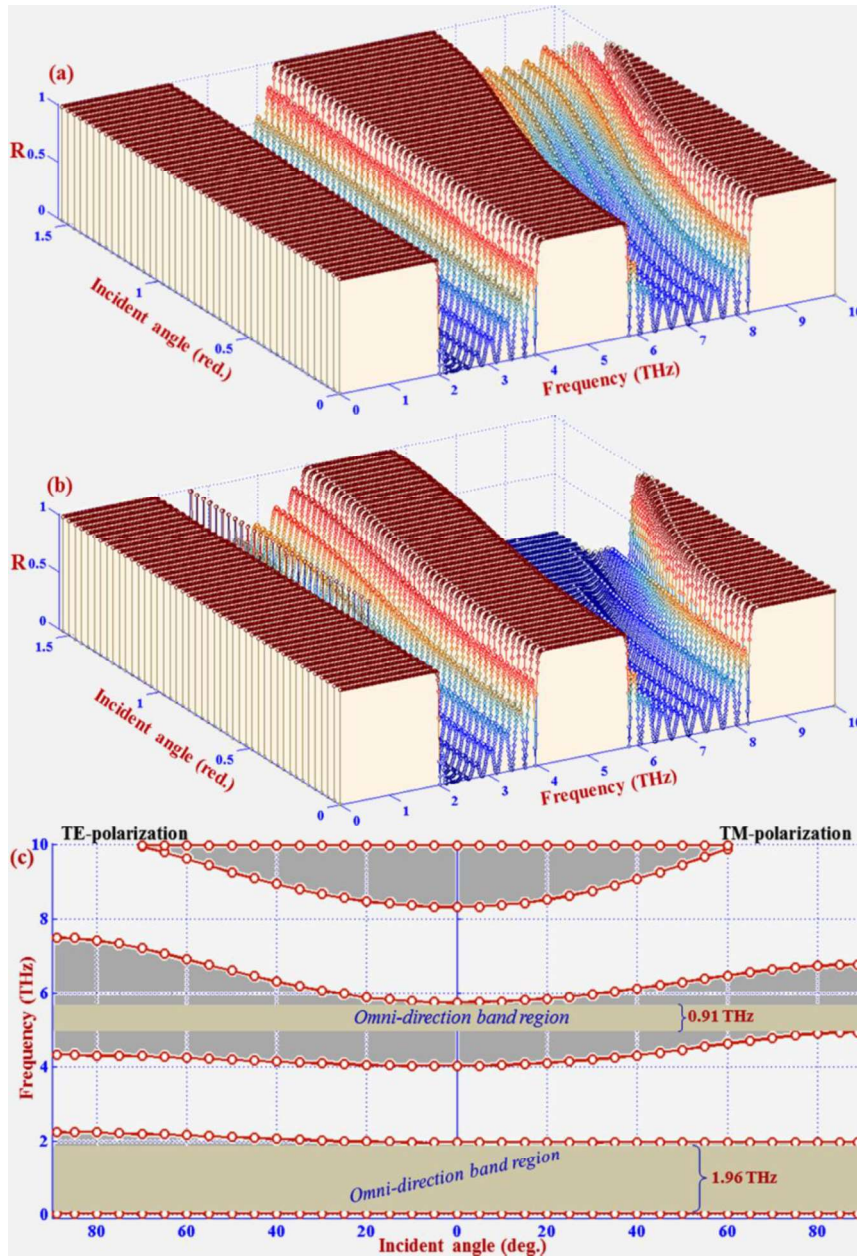 (a)
1
R 0.5
0
1.5
1
0.5
0
Incident angle (red.)
0 1 2 3 4 5 6 7 8 9 10
Frequency (THz)
(b)
1
R 0.5
0
1.5
1
0.5
0
Incident angle (red.)
0 1 2 3 4 5 6 7 8 9 10
Frequency (THz)
TE-polarization TM-polarization
(c)
10
8
6
4
2
0
Frequency (THz)
Omni-direction band region 0.91 THz
Omni-direction band region 1.96 THz
80 60 40 20 0 20 40 60 80
Incident angle (deg.)